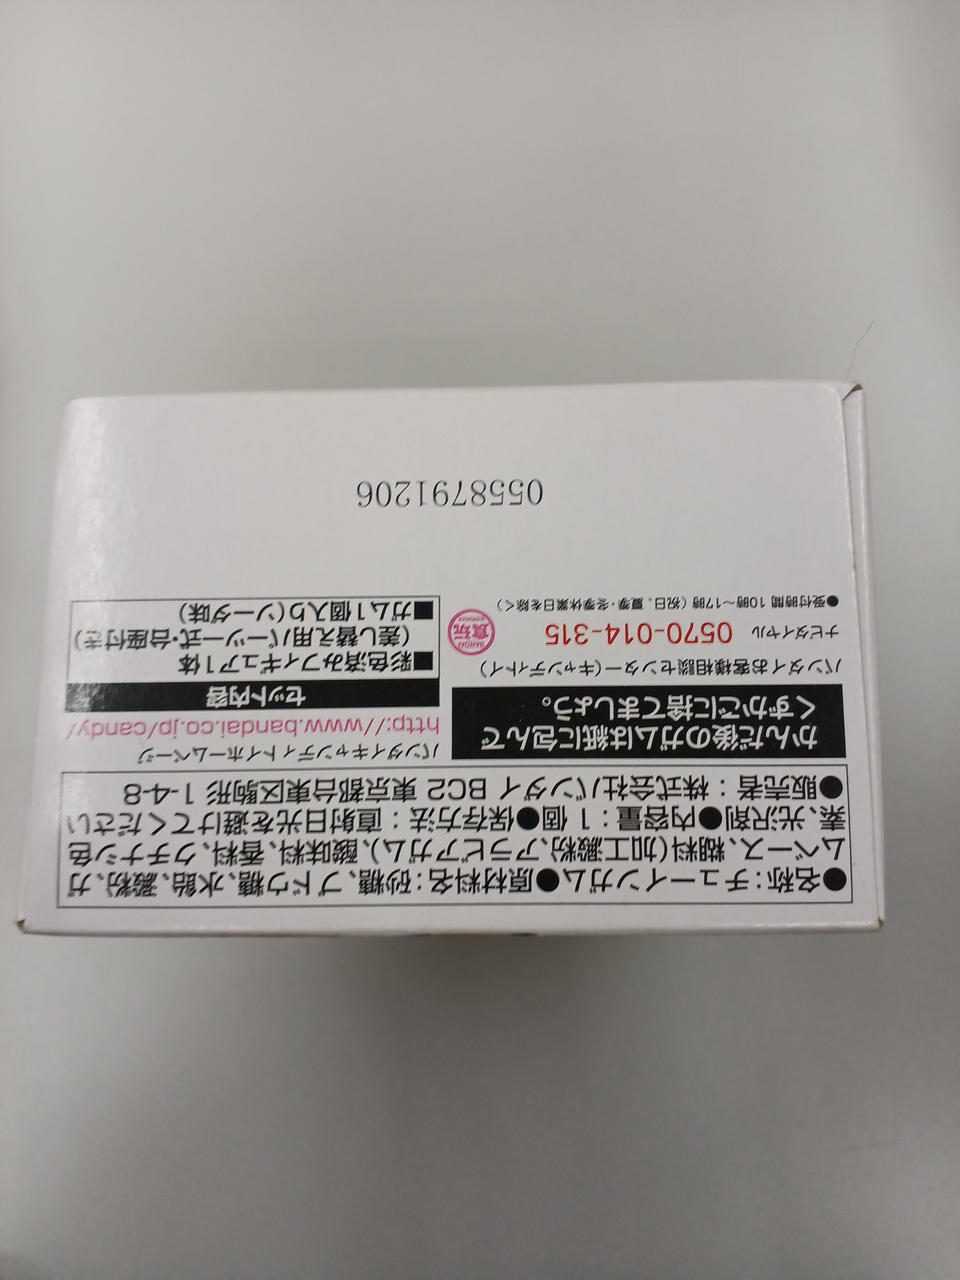 ●名称:チューインガム●原材料名:砂糖、ブドウ糖、水飴、澱粉、ガ
ムベース、糊料(加工澱粉、アラビアガム)、酸味料、香料、クチナシ色
素、光沢剤●内容量:1個●保存方法:直射日光を避けてください
●販売者:株式会社バンダイ BC2 東京都台東区駒形 1-4-8
かんだ後のガムは紙に包んで
くずかごに捨てましょう。
バンダイお客様相談センター(キャンディトイ)
ナビダイヤル 0570-014-315
●受付時間 10時〜17時 (祝日、夏季・冬季休業日を除く)
BANDAI
食玩
バンダイキャンディトイホームページ
http://www.bandai.co.jp/candy/
セット内容
■彩色済みフィギュア1体
(差し替え用パーツ一式・台座付き)
■ガム1個入り(ソーダ味)
0558791206